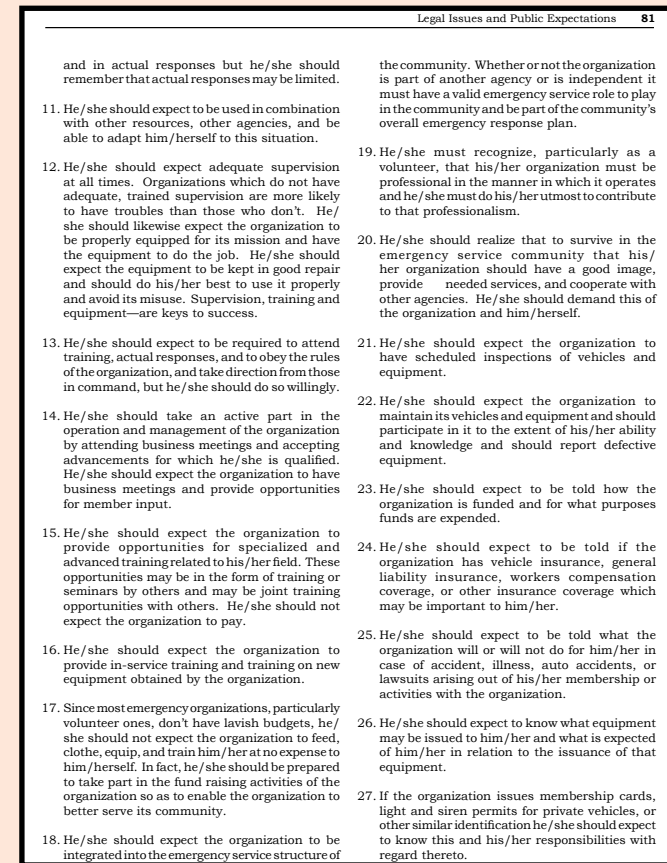 Legal Issues and Public Expectations 81
and in actual responses but he/she should
remember that actual responses may be limited.
11. He/she should expect to be used in combination
with other resources, other agencies, and be
able to adapt him/herself to this situation.
12. He/she should expect adequate supervision
at all times. Organizations which do not have
adequate, trained supervision are more likely
to have troubles than those who don't. He/
she should likewise expect the organization to
be properly equipped for its mission and have
the equipment to do the job. He/she should
expect the equipment to be kept in good repair
and should do his/her best to use it properly
and avoid its misuse. Supervision, training and
equipment—are keys to success.
13. He/she should expect to be required to attend
training, actual responses, and to obey the rules
of the organization, and take direction from those
in command, but he/she should do so willingly.
14. He/she should take an active part in the
operation and management of the organization
by attending business meetings and accepting
advancements for which he/she is qualified.
He/she should expect the organization to have
business meetings and provide opportunities
for member input.
15. He/she should expect the organization to
provide opportunities for specialized and
advanced training related to his/her field. These
opportunities may be in the form of training or
seminars by others and may be joint training
opportunities with others. He/she should not
expect the organization to pay.
16. He/she should expect the organization to
provide in-service training and training on new
equipment obtained by the organization.
17. Since most emergency organizations, particularly
volunteer ones, don't have lavish budgets, he/
she should not expect the organization to feed,
clothe, equip, and train him/her at no expense to
him/herself. In fact, he/she should be prepared
to take part in the fund raising activities of the
organization so as to enable the organization to
better serve its community.
18. He/she should expect the organization to be
integrated into the emergency service structure of
the community. Whether or not the organization
is part of another agency or is independent it
must have a valid emergency service role to play
in the community and be part of the community's
overall emergency response plan.
19. He/she must recognize, particularly as a
volunteer, that his/her organization must be
professional in the manner in which it operates
and he/she must do his/her utmost to contribute
to that professionalism.
20. He/she should realize that to survive in the
emergency service community that his/
her organization should have a good image,
provide needed services, and cooperate with
other agencies. He/she should demand this of
the organization and him/herself.
21. He/she should expect the organization to
have scheduled inspections of vehicles and
equipment.
22. He/she should expect the organization to
maintain its vehicles and equipment and should
participate in it to the extent of his/her ability
and knowledge and should report defective
equipment.
23. He/she should expect to be told how the
organization is funded and for what purposes
funds are expended.
24. He/she should expect to be told if the
organization has vehicle insurance, general
liability insurance, workers compensation
coverage, or other insurance coverage which
may be important to him/her.
25. He/she should expect to be told what the
organization will or will not do for him/her in
case of accident, illness, auto accidents, or
lawsuits arising out of his/her membership or
activities with the organization.
26. He/she should expect to know what equipment
may be issued to him/her and what is expected
of him/her in relation to the issuance of that
equipment.
27. If the organization issues membership cards,
light and siren permits for private vehicles, or
other similar identification he/she should expect
to know this and his/her responsibilities with
regard thereto.